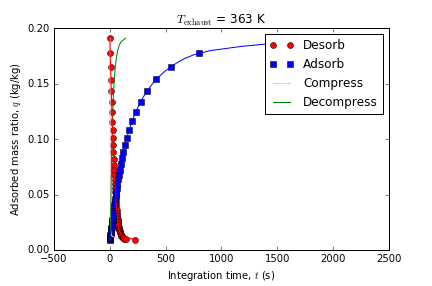 T_exhaust = 363 K
0.20
0.15
0.10
0.05
0.00
Adsorbed mass ratio, q (kg/kg)
Desorb
Adsorb
Compress
Decompress
−500
0
500
1000
1500
2000
2500
Integration time, t (s)